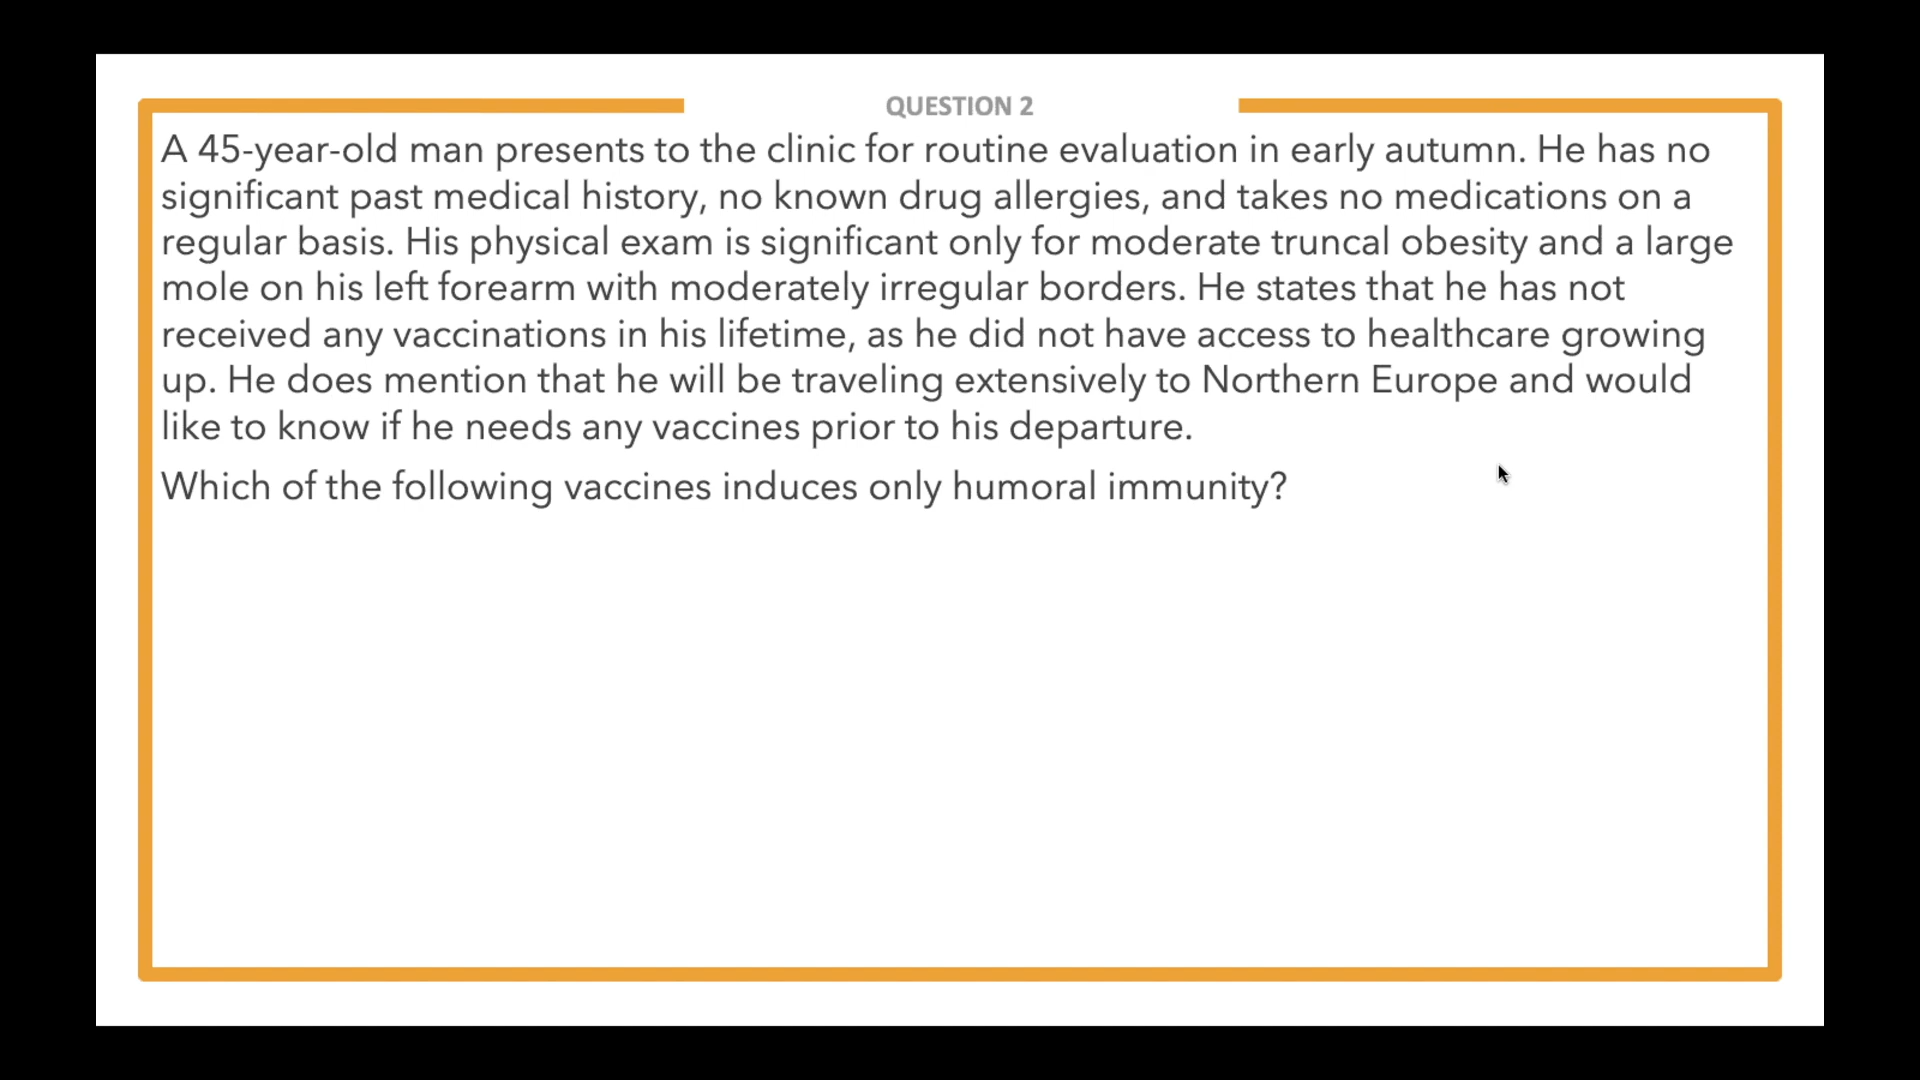 QUESTION 2
A 45-year-old man presents to the clinic for routine evaluation in early autumn. He has no
significant past medical history, no known drug allergies, and takes no medications on a
regular basis. His physical exam is significant only for moderate truncal obesity and a large
mole on his left forearm with moderately irregular borders. He states that he has not
received any vaccinations in his lifetime, as he did not have access to healthcare growing
up. He does mention that he will be traveling extensively to Northern Europe and would
like to know if he needs any vaccines prior to his departure.
Which of the following vaccines induces only humoral immunity?